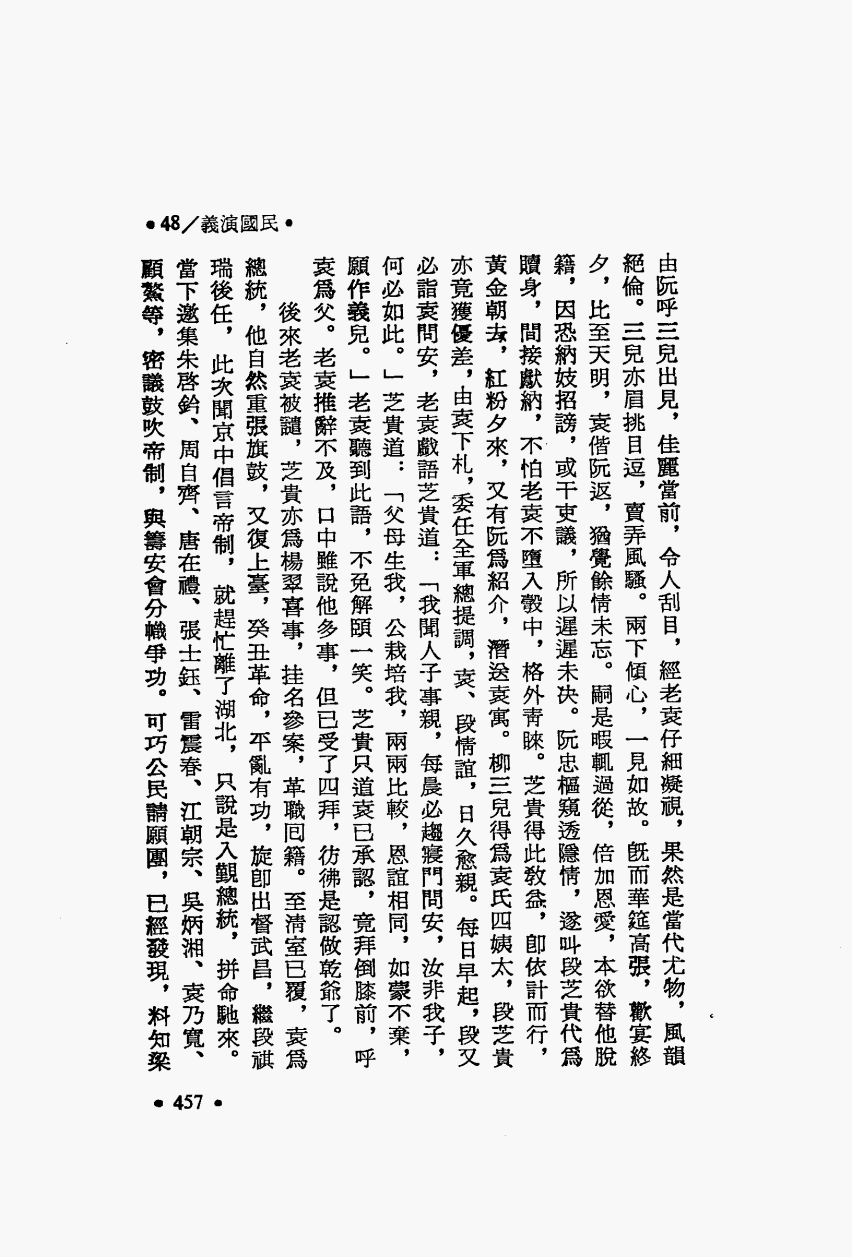 •48／義演國民•
由阮呼三兒出見，佳麗當前，令人刮目，經老袁仔細凝視，果然是當代尤物，風韻
絕倫。三兒亦眉挑目逗，賣弄風騷。兩下傾心，一見如故。既而華筵高張，歡宴終
夕，比至天明，袁偕阮返，猶覺餘情未忘。嗣是暇輒過從，倍加恩愛，本欲替他脫
籍，因恐納妓招謗，或干吏議，所以遲遲未决。阮忠樞窺透隱情，遂叫段芝貴代爲
贖身，間接獻納，不怕老袁不墮入彀中，格外靑睞。芝貴得此敎益，卽依計而行，
黃金朝去，紅粉夕來，又有阮爲紹介，潛送袁寓。柳三兒得爲袁氏四姨太，段芝貴
亦竟獲優差，由袁下札，委任全軍總提調，袁、段情誼，日久愈親。每日早起，段又
必詣袁問安，老袁戲語芝貴道：「我聞人子事親，每晨必趨寢門問安，汝非我子，
何必如此。」芝貴道：「父母生我，公栽培我，兩兩比較，恩誼相同，如蒙不棄，
願作義兒。」老袁聽到此語，不免解頤一笑。芝貴只道袁已承認，竟拜倒膝前，呼
袁爲父。老袁推辭不及，口中雖說他多事，但已受了四拜，彷彿是認做乾爺了。
後來老袁被譴，芝貴亦爲楊翠喜事，挂名參案，革職回籍。至淸室已覆，袁爲
總統，他自然重張旗鼓，又復上臺，癸丑革命，平亂有功，旋卽出督武昌，繼段祺
瑞後任，此次聞京中倡言帝制，就趕忙離了湖北，只說是入覲總統，拼命馳來。
當下邀集朱啓鈐、周自齊、唐在禮、張士鈺、雷震春、江朝宗、吳炳湘、袁乃寬、
顧鰲等，密議鼓吹帝制，與籌安會分幟爭功。可巧公民請願團，已經發現，料知梁
•457•